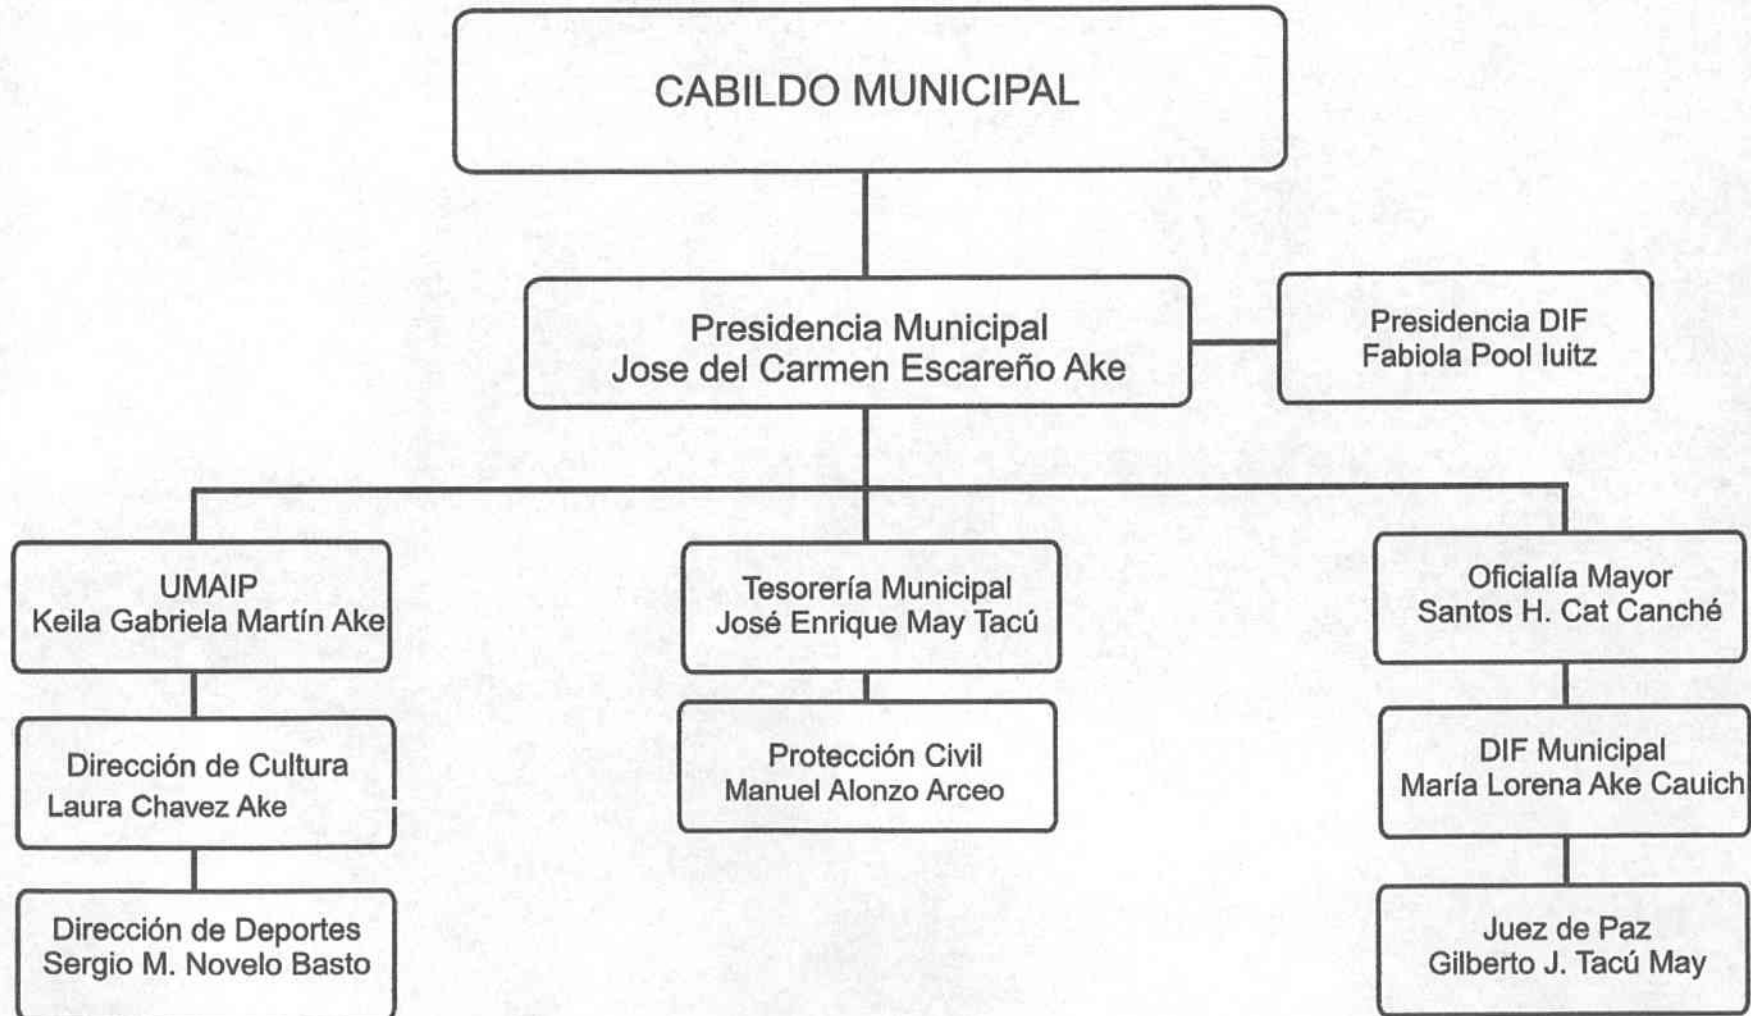 CABILDO MUNICIPAL
Presidencia Municipal
Jose del Carmen Escareño Ake
Presidencia DIF
Fabiola Pool Iuitz
UMAIP
Keila Gabriela Martín Ake
Tesorería Municipal
José Enrique May Tacú
Oficialía Mayor
Santos H. Cat Canché
Dirección de Cultura
Laura Chavez Ake
Protección Civil
Manuel Alonzo Arceo
DIF Municipal
María Lorena Ake Cauich
Dirección de Deportes
Sergio M. Novelo Basto
Juez de Paz
Gilberto J. Tacú May